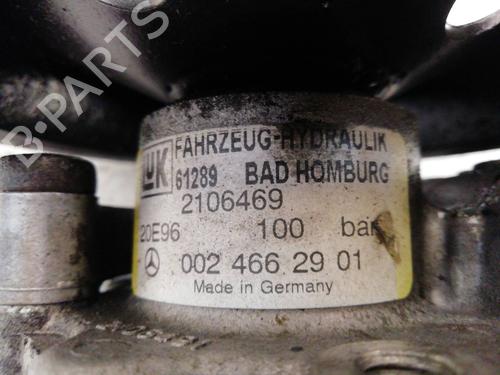 LUK FAHRZEUG-HYDRAULIK
61289 BAD HOMBURG
2106469
20E96 100 bar
002 466 29 01
Made in Germany
B-PARTS